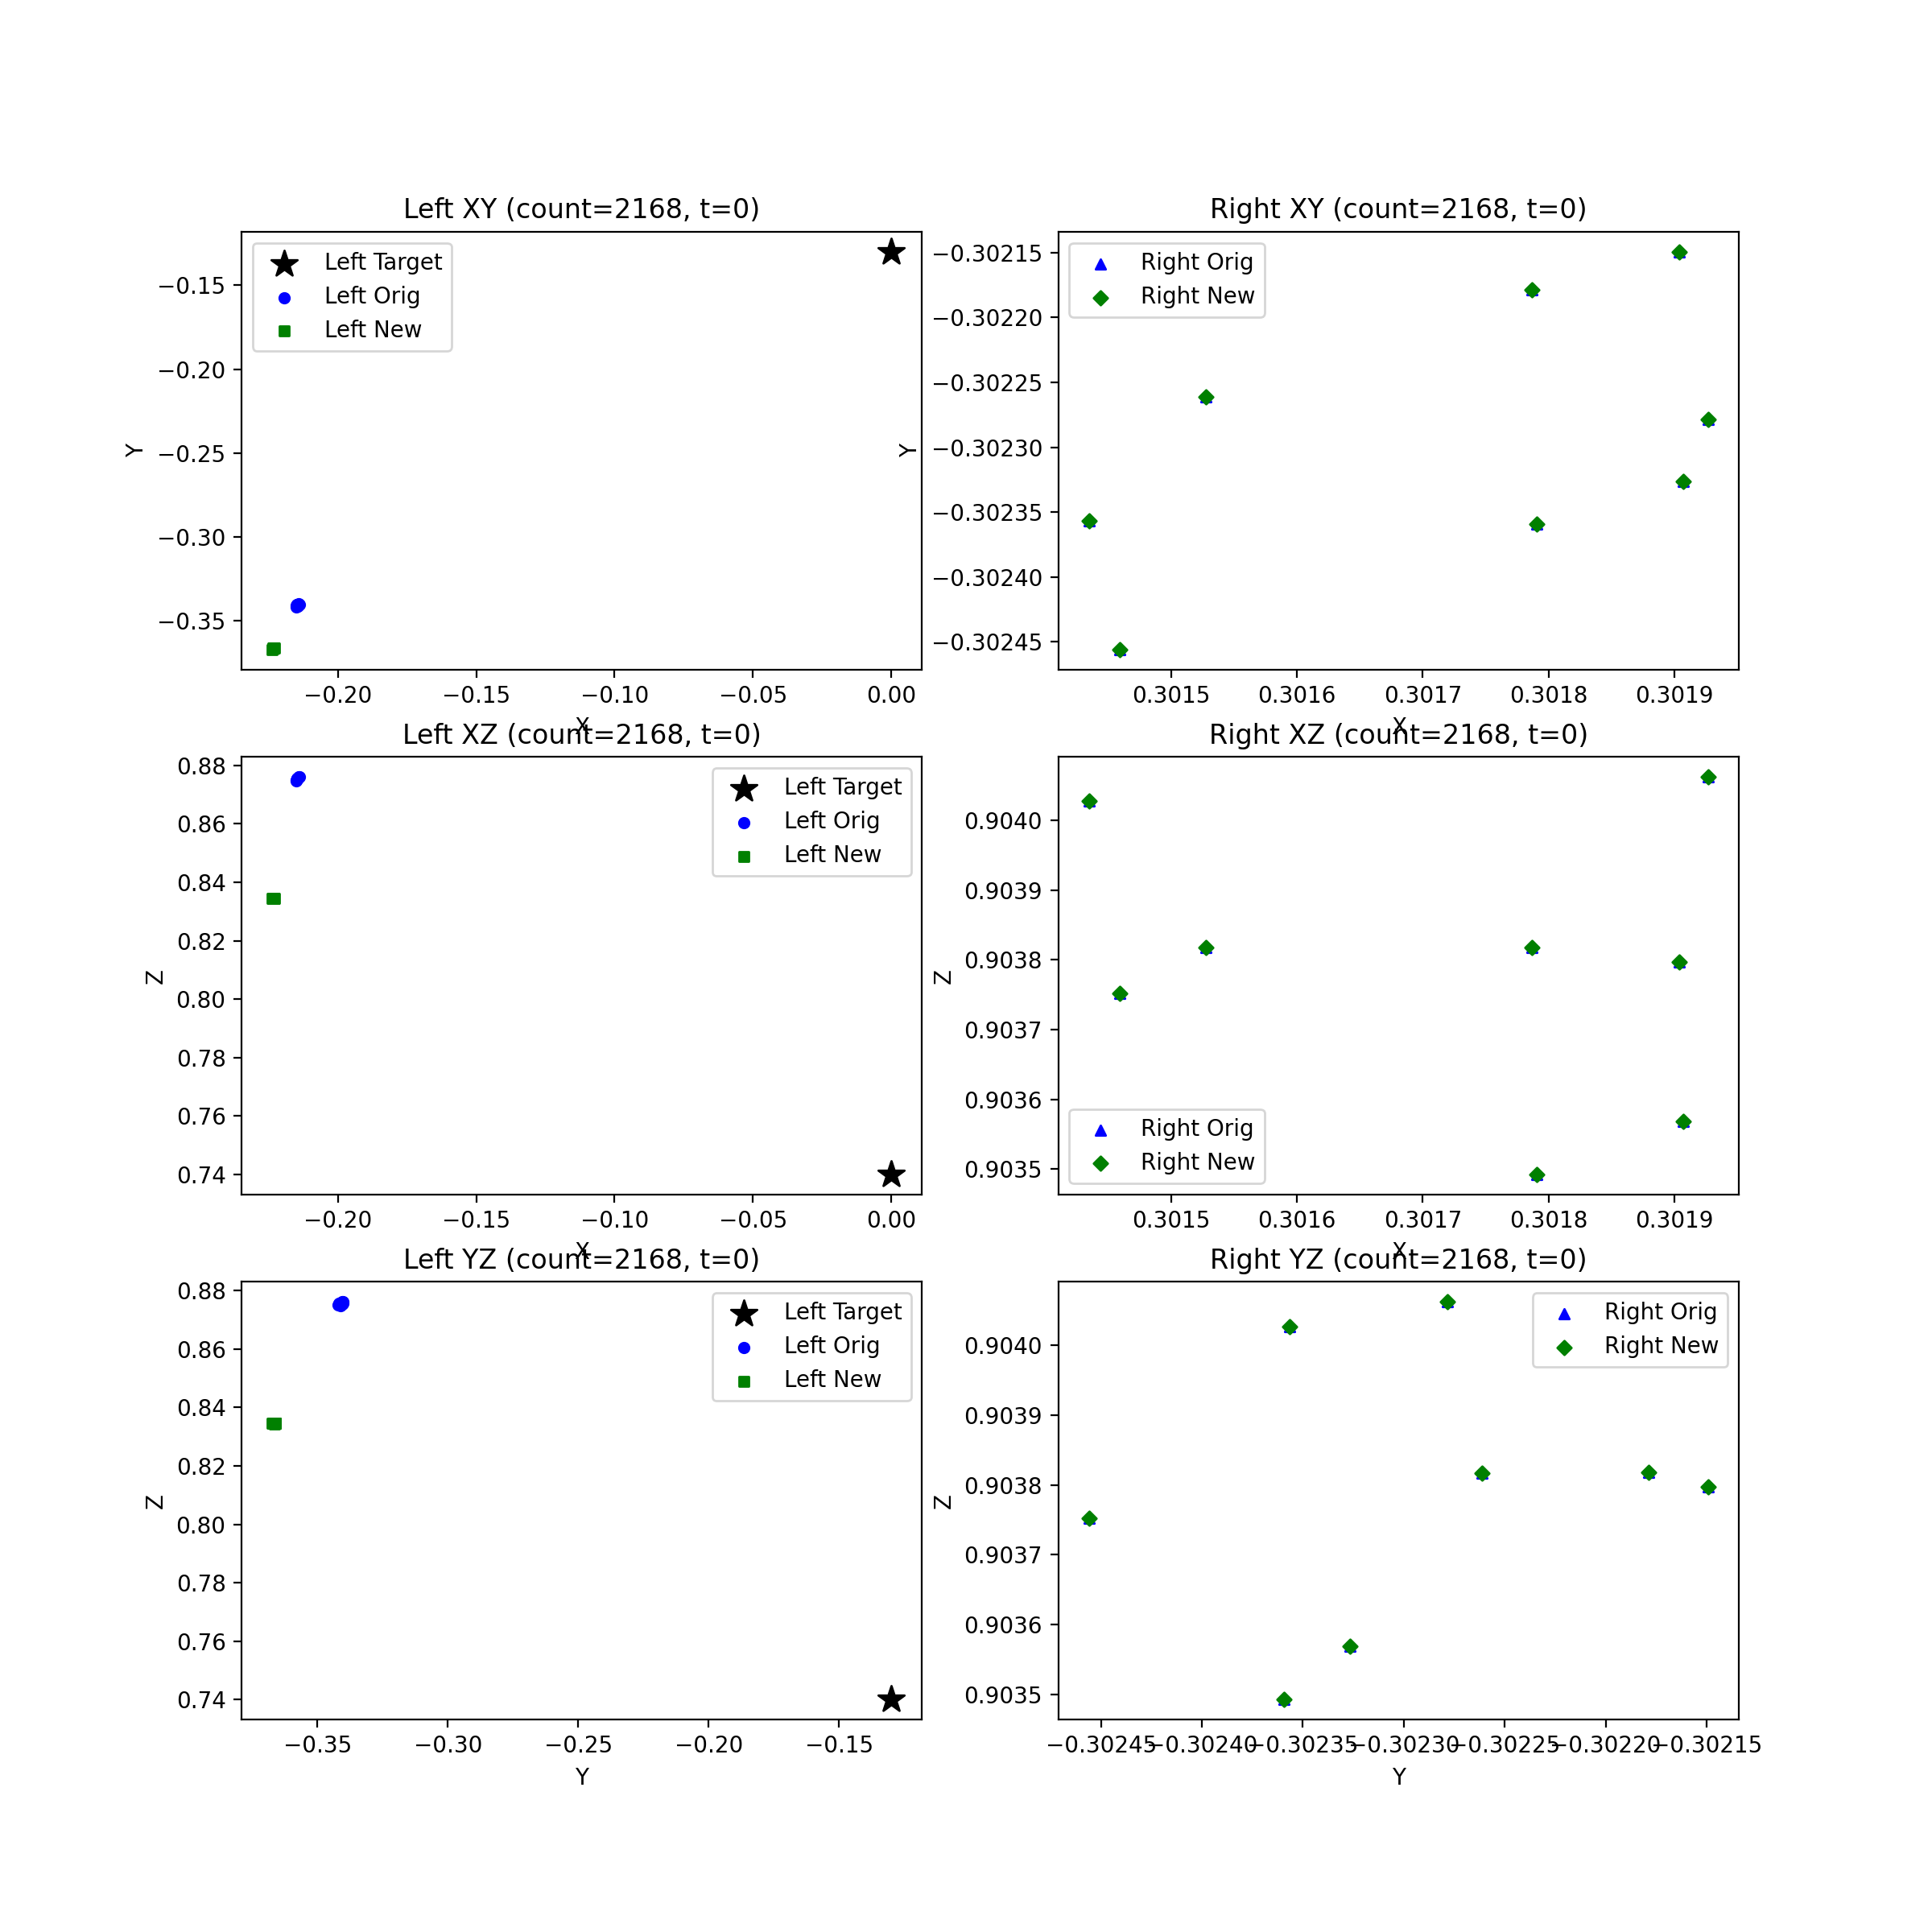 Left XY (count=2168, t=0)
Left Target
Left Orig
Left New
−0.15
−0.20
−0.25
−0.30
−0.35
Y
−0.20
−0.15
−0.10
−0.05
0.00
X
Right XY (count=2168, t=0)
Right Orig
Right New
−0.30215
−0.30220
−0.30225
−0.30230
−0.30235
−0.30240
−0.30245
Y
0.3015
0.3016
0.3017
0.3018
0.3019
X
Left XZ (count=2168, t=0)
Left Target
Left Orig
Left New
0.88
0.86
0.84
0.82
0.80
0.78
0.76
0.74
Z
−0.20
−0.15
−0.10
−0.05
0.00
X
Right XZ (count=2168, t=0)
0.9040
0.9039
0.9038
0.9037
0.9036
0.9035
Z
Right Orig
Right New
0.3015
0.3016
0.3017
0.3018
0.3019
X
Left YZ (count=2168, t=0)
Left Target
Left Orig
Left New
0.88
0.86
0.84
0.82
0.80
0.78
0.76
0.74
Z
−0.35
−0.30
−0.25
−0.20
−0.15
Y
Right YZ (count=2168, t=0)
Right Orig
Right New
0.9040
0.9039
0.9038
0.9037
0.9036
0.9035
Z
−0.30245
−0.30240
−0.30235
−0.30230
−0.30225
−0.30220
−0.30215
Y